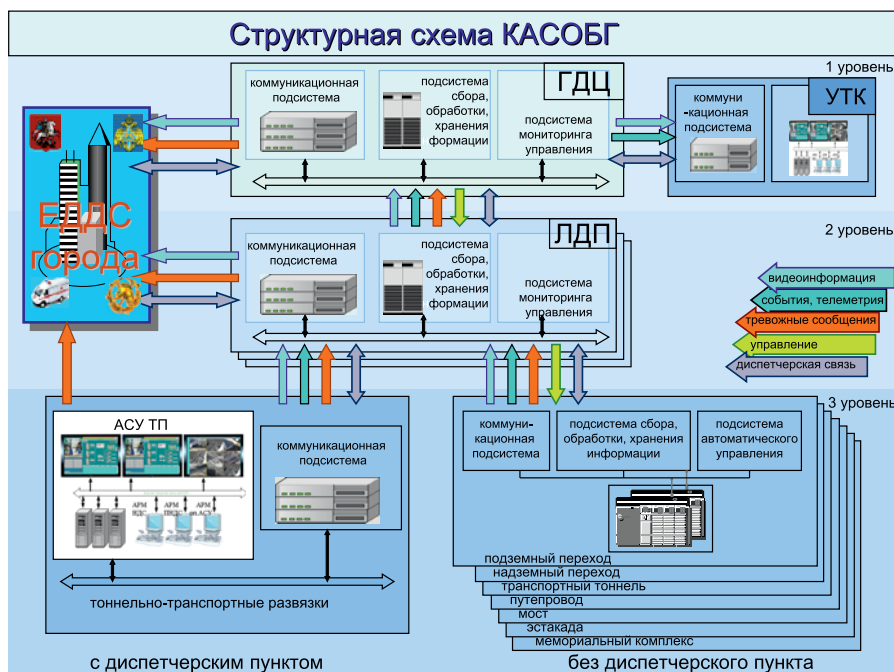 Структурная схема КАСОБГ
1 уровень
коммуникационная
подсистема
подсистема
сбора,
обработки,
хранения
формации
ГДЦ
подсистема
мониторинга
управления
коммуни
-кационная
подсистема
УТК
ЕДДС
города
2 уровень
коммуникационная
подсистема
подсистема
сбора,
обработки,
хранения
формации
ЛДП
подсистема
мониторинга
управления
видеоинформация
события, телеметрия
тревожные сообщения
управление
диспетчерская связь
3 уровень
АСУ ТП
АРМ
АРМ
АРМ
АСУ
коммуникационная
подсистема
тоннельно-транспортные развязки
с диспетчерским пунктом
коммуни-
кационная
подсистема
подсистема сбора,
обработки, хранения
информации
подсистема
автоматического
управления
подземный переход
надземный переход
транспортный тоннель
путепровод
мост
эстакада
мемориальный комплекс
без диспетчерского пункта